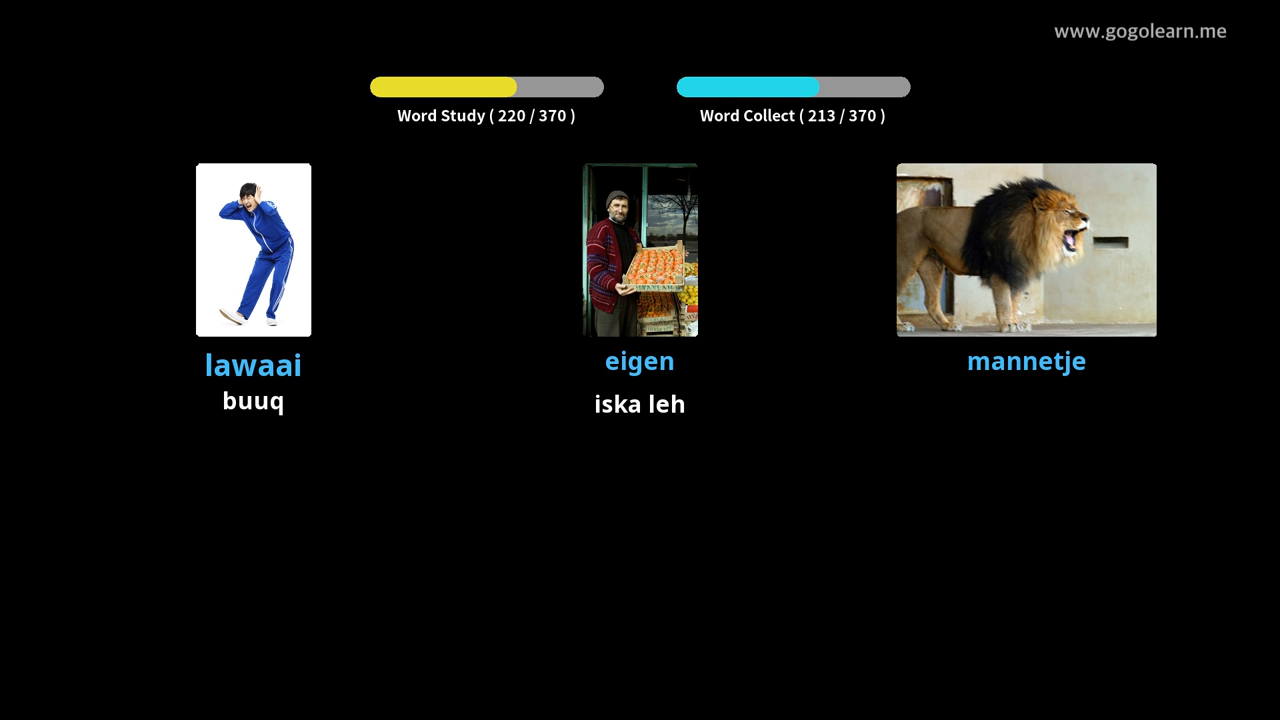 www.gogolearn.me
Word Study ( 220 / 370 )
Word Collect ( 213 / 370 )
lawaai
buuq
eigen
iska leh
mannetje